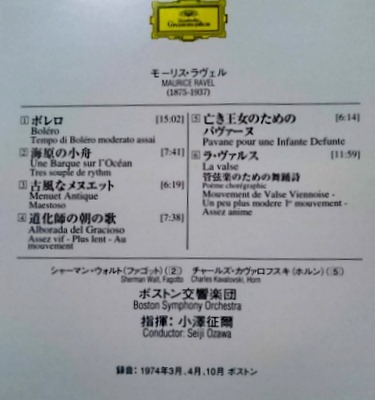 Deutsche Grammophon
モーリス・ラヴェル
MAURICE RAVEL
(1875-1937)
1 ボレロ [15:02]
Boléro
Tempo di Boléro moderato assai
2 海原の小舟 [7:41]
Une Barque sur l'Océan
Tres souple de rythm
3 古風なメヌエット [6:19]
Menuet Antique
Maestoso
4 道化師の朝の歌 [7:38]
Alborada del Gracioso
Assez vif - Plus lent - Au
mouvement
5 亡き王女のための [6:14]
パヴァーヌ
Pavane pour une Infante Defunte
6 ラ・ヴァルス [11:59]
La valse
管弦楽のための舞踊詩
Poème chorégraphic
Mouvement de Valse Viennoise -
Un peu plus modere 1er mouvement -
Assez anime
シャーマン・ウォルト(ファゴット)(2) チャールズ・カヴァロフスキ(ホルン)(5)
Sherman Walt, Fagotto Charles Kavalovski, Horn
ボストン交響楽団
Boston Symphony Orchestra
指揮: 小澤征爾
Conductor: Seiji Ozawa
録音: 1974年3月、4月、10月 ボストン